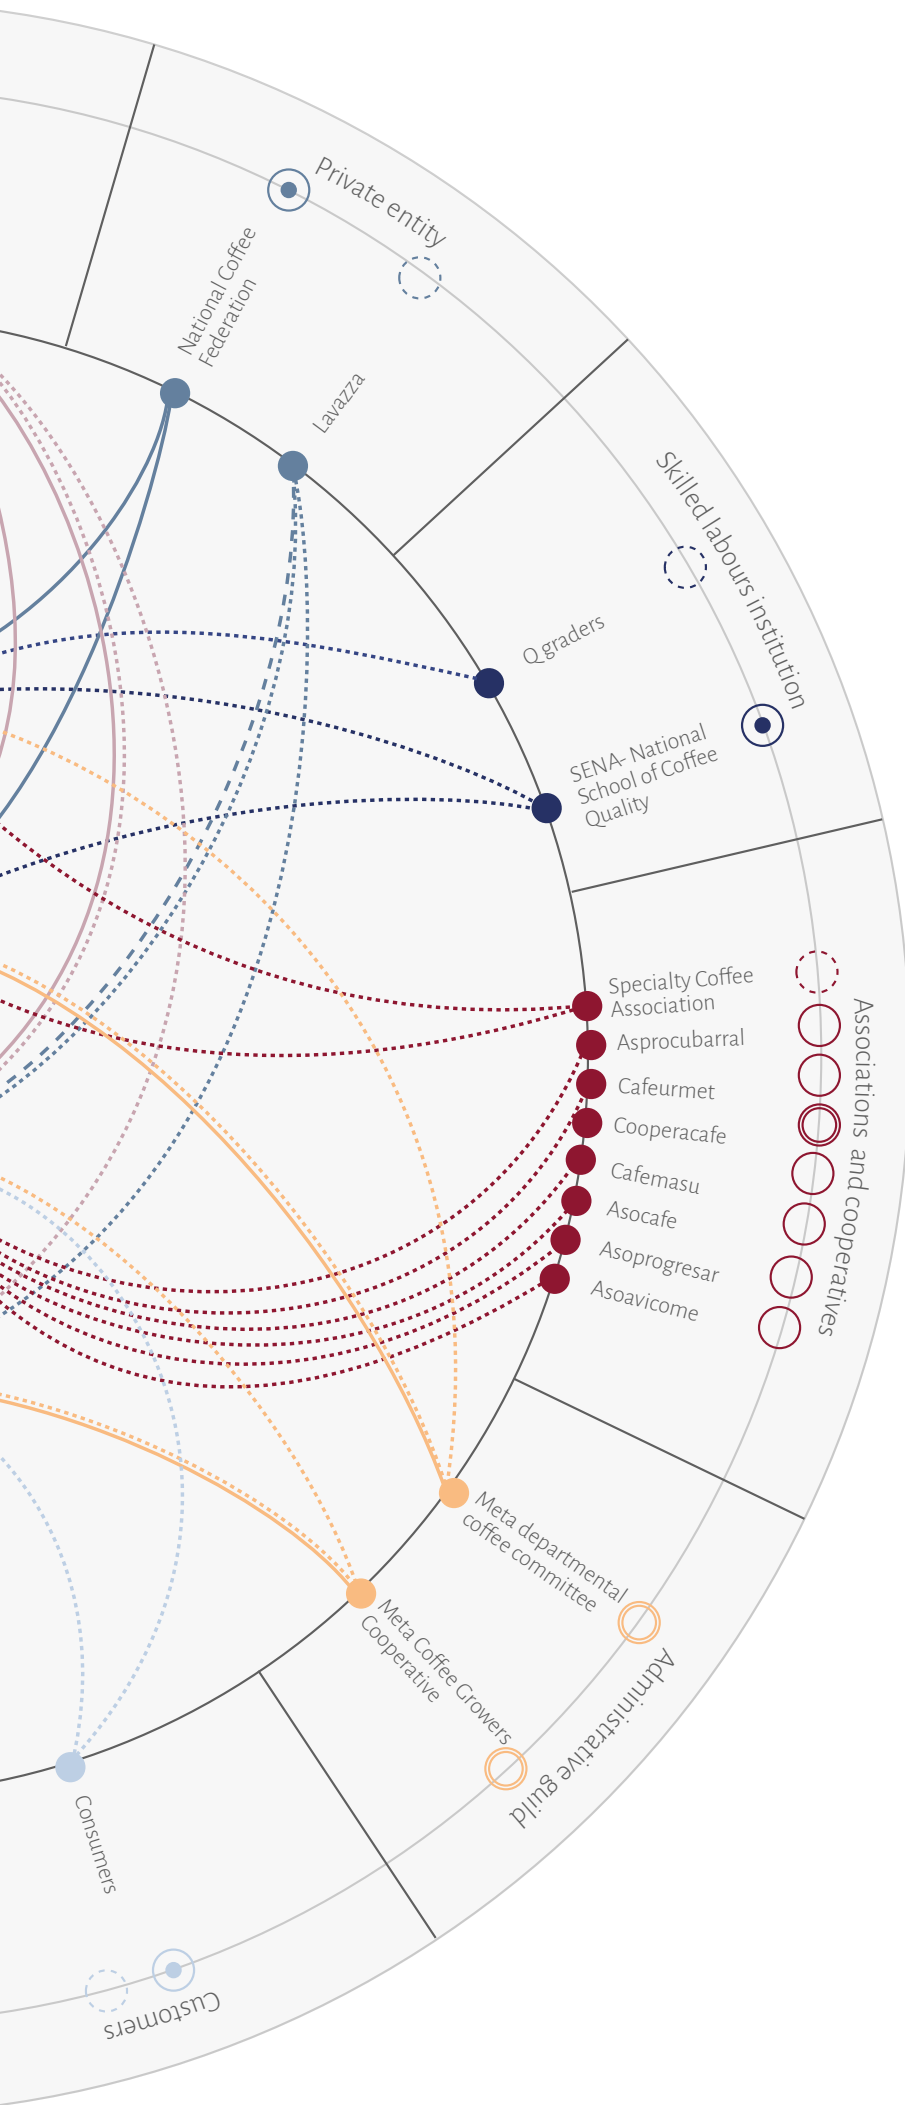 Private entity
National Coffee
Federation
Lavazza
Skilled labours institution
Q graders
SENA- National
School of Coffee
Quality
Specialty Coffee
Association
Asprocubarral
Cafeurmet
Cooperacafe
Cafemasu
Asocafe
Asoprogresar
Asoavicome
Associations and cooperatives
Meta departmental
coffee committee
Meta Coffee Growers
Cooperative
Administrative guild
Consumers
Customers